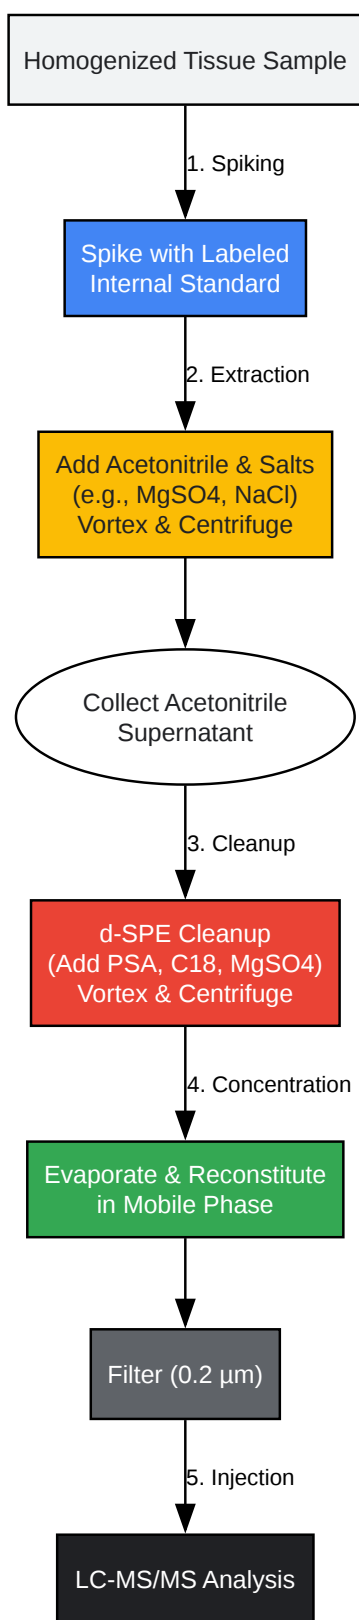 Homogenized Tissue Sample
1. Spiking
Spike with Labeled
Internal Standard
2. Extraction
Add Acetonitrile & Salts
(e.g., MgSO4, NaCl)
Vortex & Centrifuge
Collect Acetonitrile
Supernatant
3. Cleanup
d-SPE Cleanup
(Add PSA, C18, MgSO4)
Vortex & Centrifuge
4. Concentration
Evaporate & Reconstitute
in Mobile Phase
Filter (0.2 µm)
5. Injection
LC-MS/MS Analysis